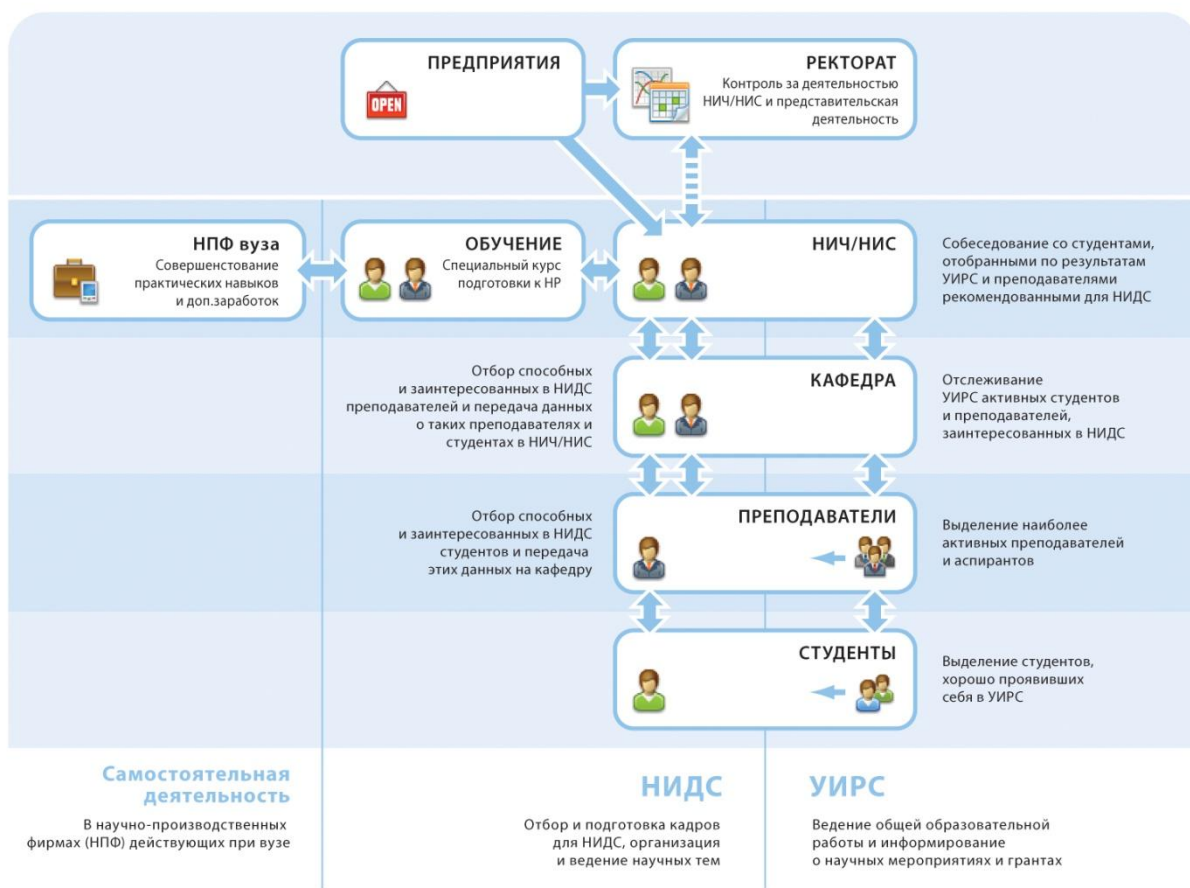 ПРЕДПРИЯТИЯ
OPEN
РЕКТОРАТ
Контроль за деятельностью
НИЧ/НИС и представительская
деятельность
НПФ вуза
Совершенстование
практических навыков
и доп.заработок
ОБУЧЕНИЕ
Специальный курс
подготовки к НР
НИЧ/НИС
Собеседование со студентами,
отобранными по результатам
УИРС и преподавателями
рекомендованными для НИДС
Отбор способных
и заинтересованных в НИДС
преподавателей и передача данных
о таких преподавателях и
студентах в НИЧ/НИС
КАФЕДРА
Отслеживание
УИРС активных студентов
и преподавателей,
заинтересованных в НИДС
Отбор способных
и заинтересованных в НИДС
студентов и передача
этих данных на кафедру
ПРЕПОДАВАТЕЛИ
Выделение наиболее
активных преподавателей
и аспирантов
СТУДЕНТЫ
Выделение студентов,
хорошо проявивших
себя в УИРС
Самостоятельная
деятельность
В научно-производственных
фирмах (НПФ) действующих при вузе
НИДС
Отбор и подготовка кадров
для НИДС, организация
и ведение научных тем
УИРС
Ведение общей образовательной
работы и информирование
о научных мероприятиях и грантах